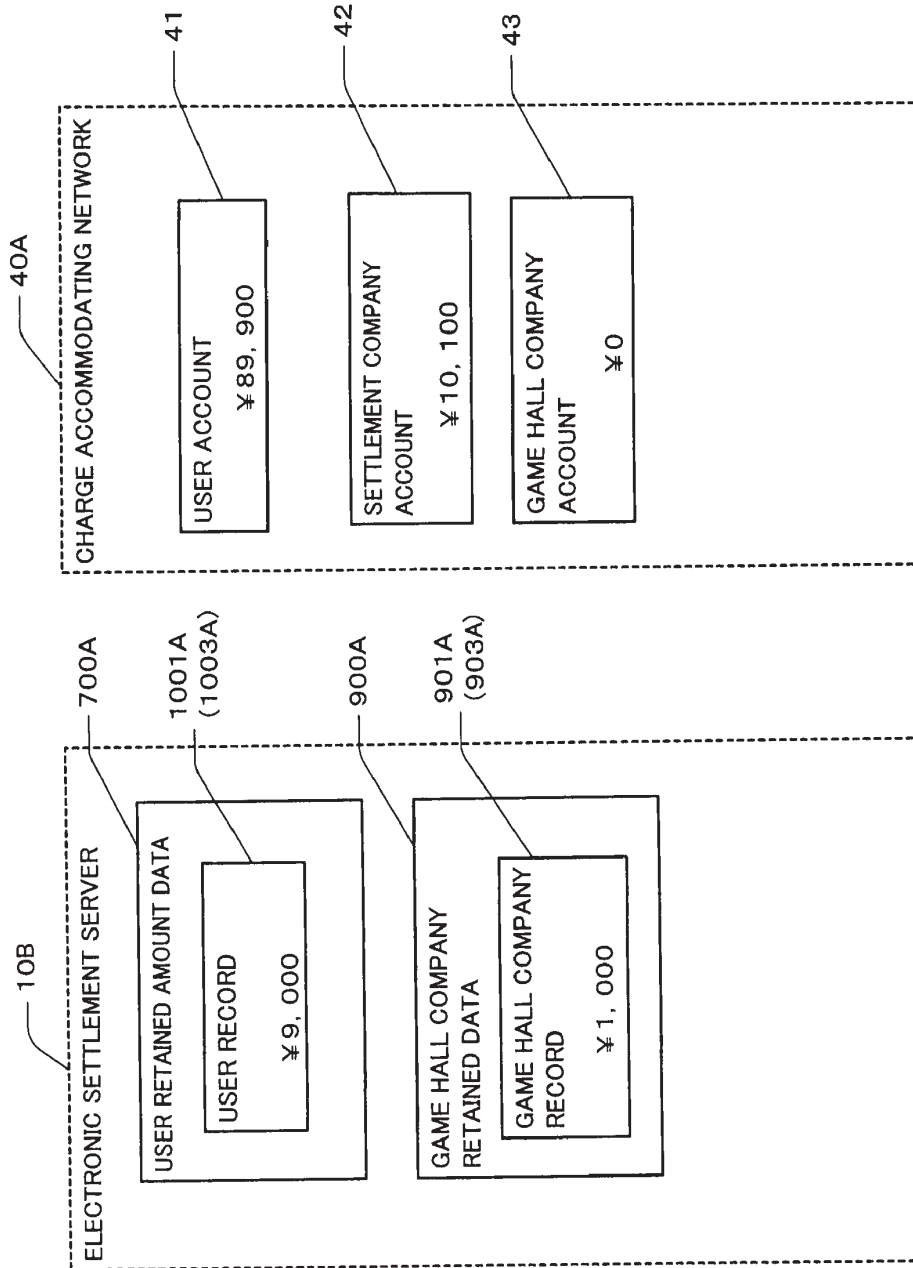 10B
ELECTRONIC SETTLEMENT SERVER
700A
USER RETAINED AMOUNT DATA
1001A
(1003A)
USER RECORD
¥9, 000
900A
GAME HALL COMPANY
RETAINED DATA
901A
(903A)
GAME HALL COMPANY
RECORD
¥1, 000
40A
CHARGE ACCOMMODATING NETWORK
41
USER ACCOUNT
¥89, 900
42
SETTLEMENT COMPANY
ACCOUNT
¥10, 100
43
GAME HALL COMPANY
ACCOUNT
¥0